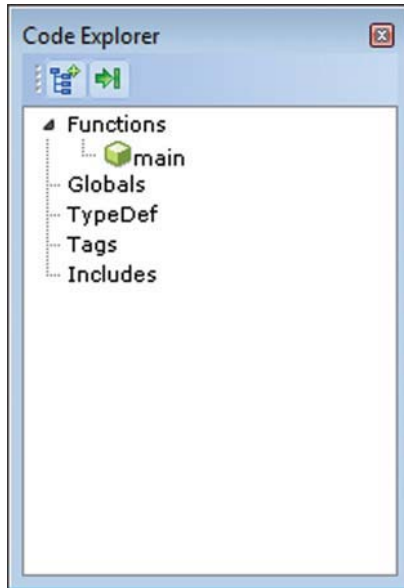 Code Explorer
Functions
main
Globals
TypeDef
Tags
Includes